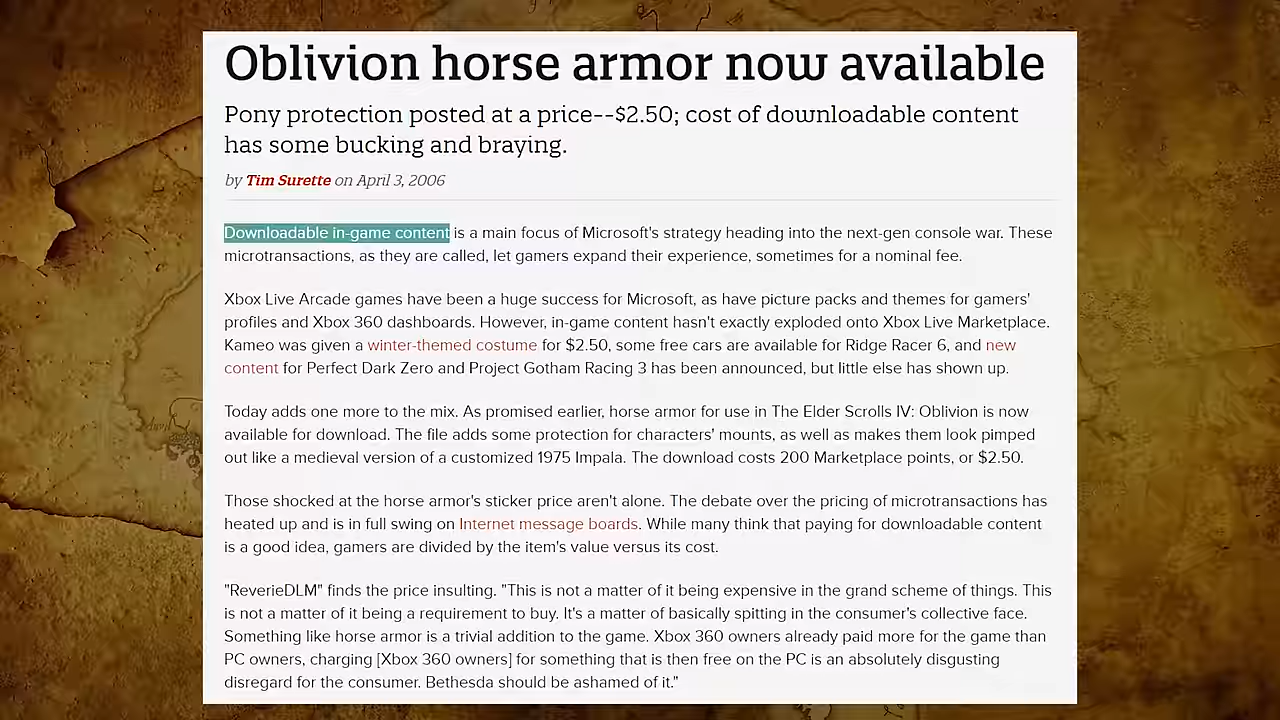 Oblivion horse armor now available
Pony protection posted at a price--$2.50; cost of downloadable content
has some bucking and braying.
by Tim Surette on April 3, 2006
Downloadable in-game content is a main focus of Microsoft's strategy heading into the next-gen console war. These
microtransactions, as they are called, let gamers expand their experience, sometimes for a nominal fee.
Xbox Live Arcade games have been a huge success for Microsoft, as have picture packs and themes for gamers'
profiles and Xbox 360 dashboards. However, in-game content hasn't exactly exploded onto Xbox Live Marketplace.
Kameo was given a winter-themed costume for $2.50, some free cars are available for Ridge Racer 6, and new
content for Perfect Dark Zero and Project Gotham Racing 3 has been announced, but little else has shown up.
Today adds one more to the mix. As promised earlier, horse armor for use in The Elder Scrolls IV: Oblivion is now
available for download. The file adds some protection for characters' mounts, as well as makes them look pimped
out like a medieval version of a customized 1975 Impala. The download costs 200 Marketplace points, or $2.50.
Those shocked at the horse armor's sticker price aren't alone. The debate over the pricing of microtransactions has
heated up and is in full swing on Internet message boards. While many think that paying for downloadable content
is a good idea, gamers are divided by the item's value versus its cost.
"ReverieDLM" finds the price insulting. "This is not a matter of it being expensive in the grand scheme of things. This
is not a matter of it being a requirement to buy. It's a matter of basically spitting in the consumer's collective face.
Something like horse armor is a trivial addition to the game. Xbox 360 owners already paid more for the game than
PC owners, charging [Xbox 360 owners] for something that is then free on the PC is an absolutely disgusting
disregard for the consumer. Bethesda should be ashamed of it."